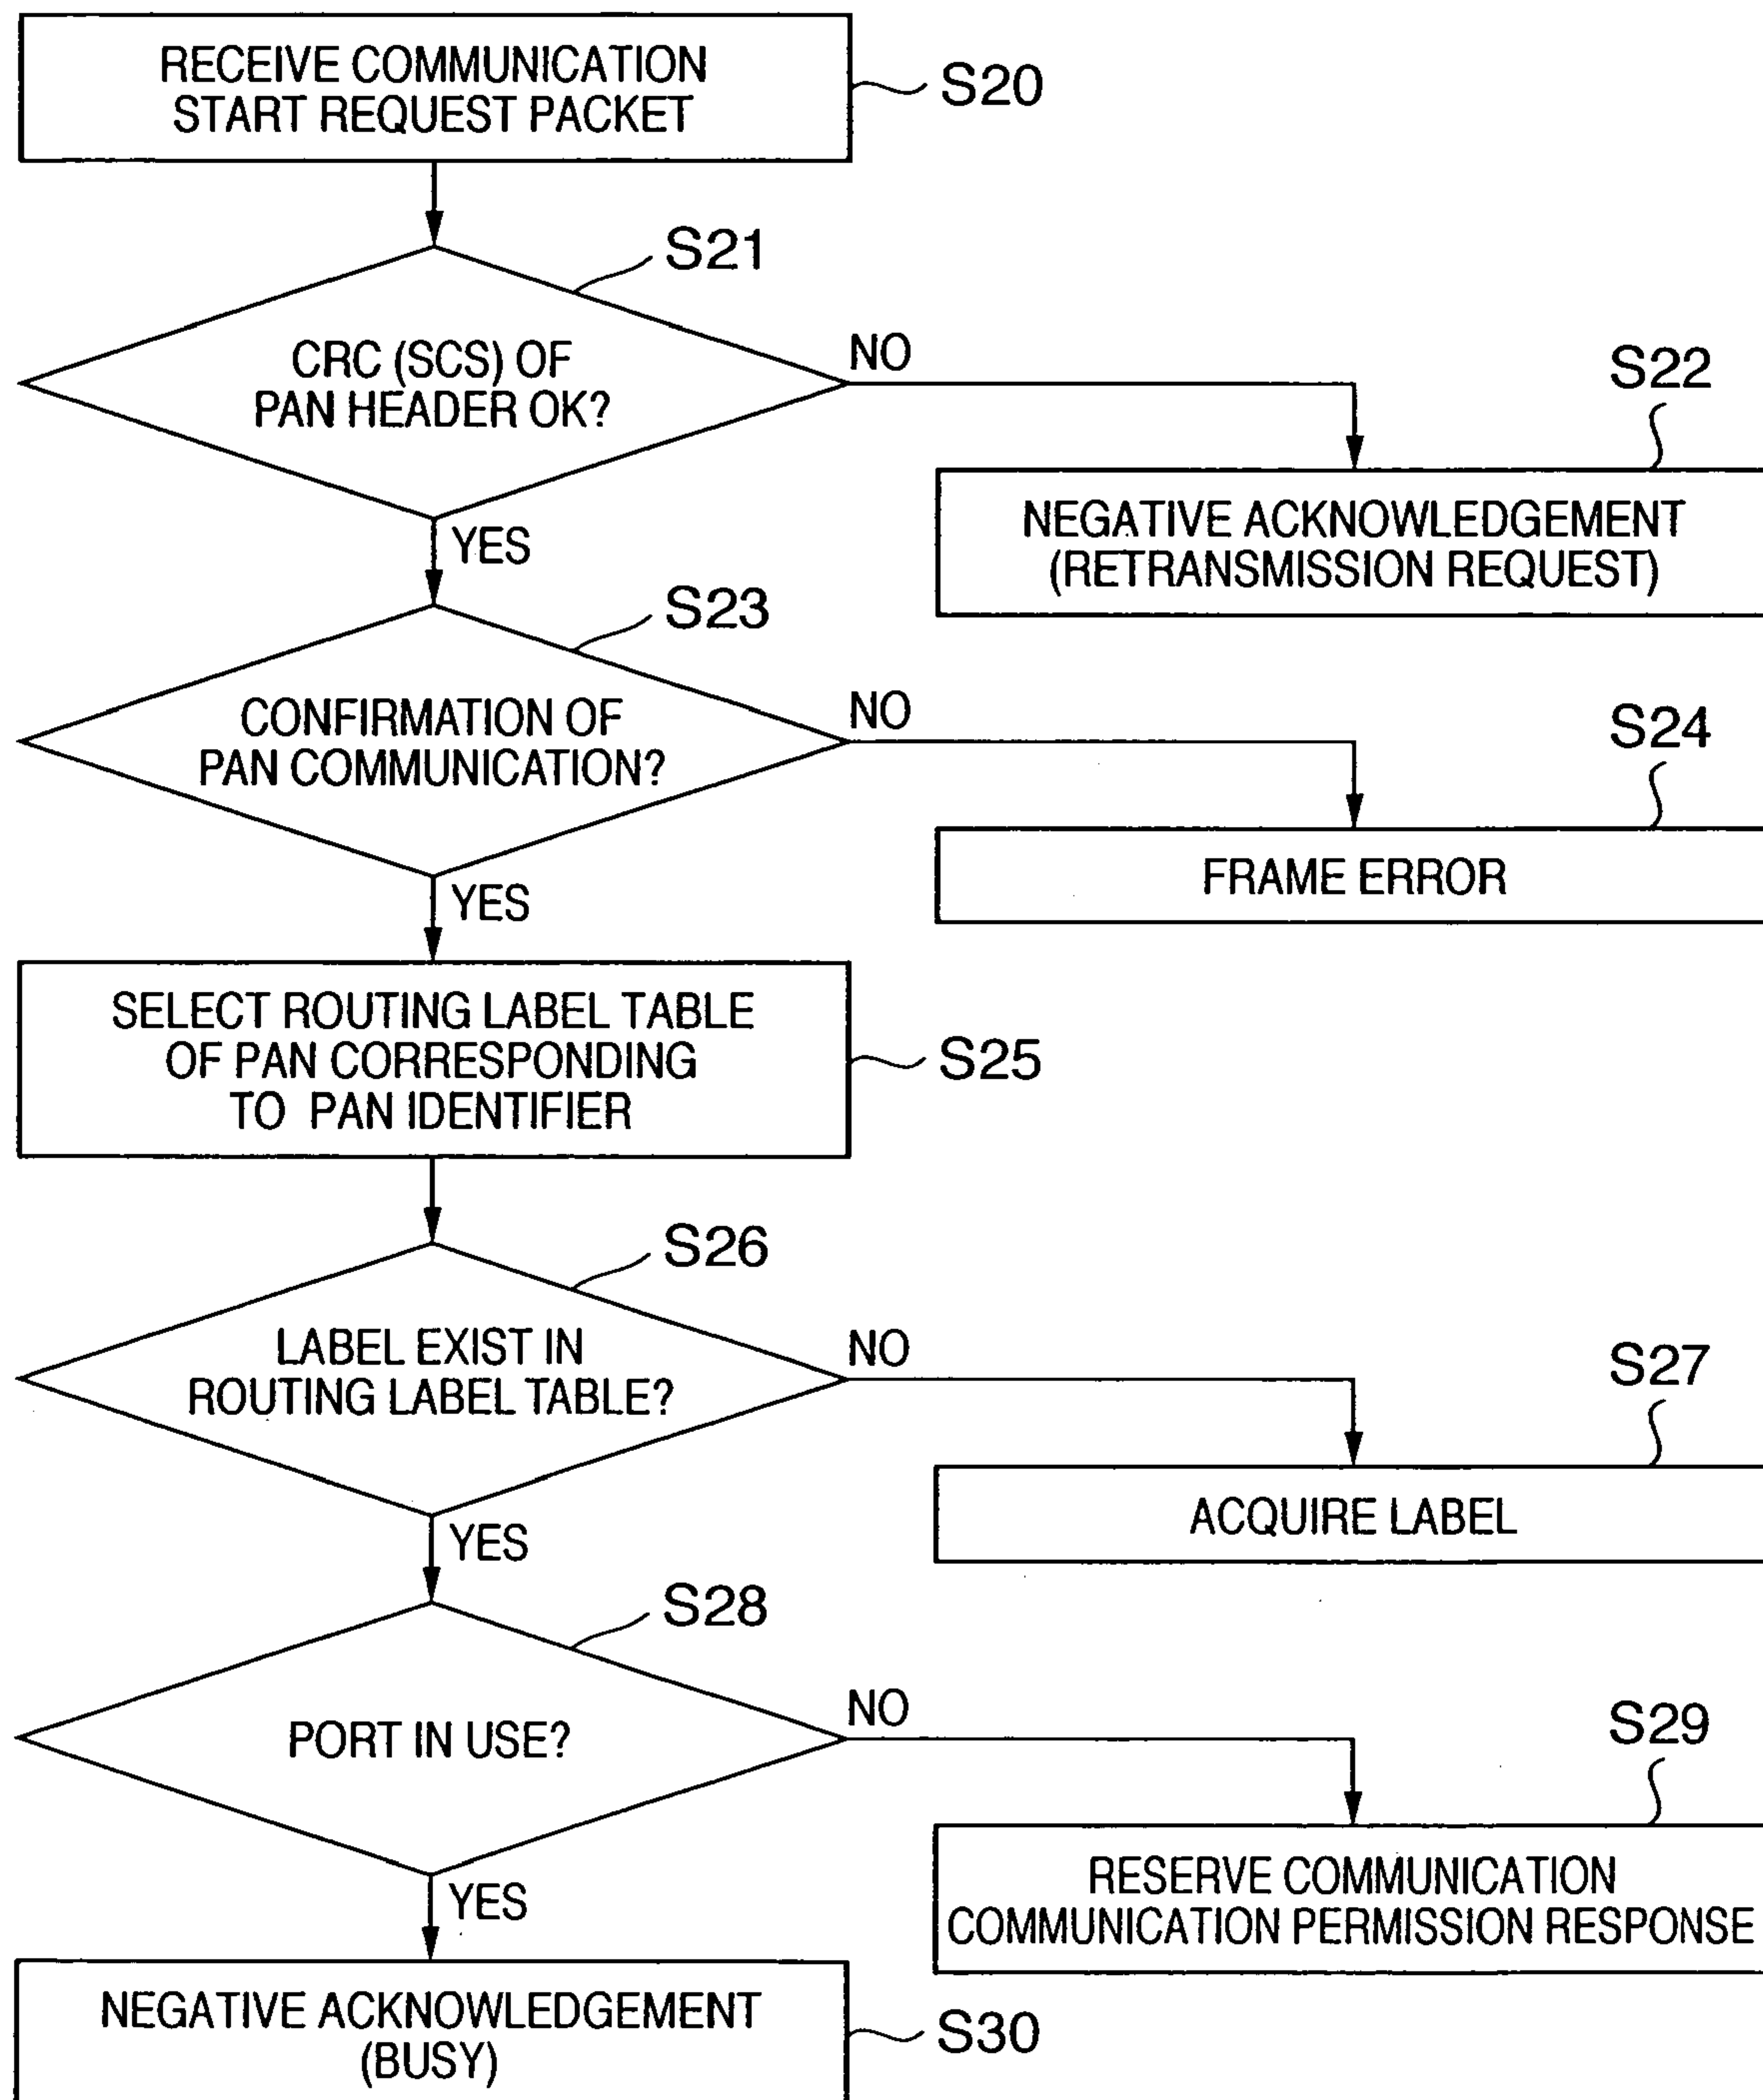 RECEIVE COMMUNICATION
START REQUEST PACKET
S20
S21
CRC (SCS) OF
PAN HEADER OK?
NO
S22
YES
NEGATIVE ACKNOWLEDGEMENT
(RETRANSMISSION REQUEST)
S23
CONFIRMATION OF
PAN COMMUNICATION?
NO
S24
YES
FRAME ERROR
SELECT ROUTING LABEL TABLE
OF PAN CORRESPONDING
TO PAN IDENTIFIER
S25
S26
LABEL EXIST IN
ROUTING LABEL TABLE?
NO
S27
YES
ACQUIRE LABEL
S28
PORT IN USE?
NO
S29
YES
RESERVE COMMUNICATION
COMMUNICATION PERMISSION RESPONSE
NEGATIVE ACKNOWLEDGEMENT
(BUSY)
S30